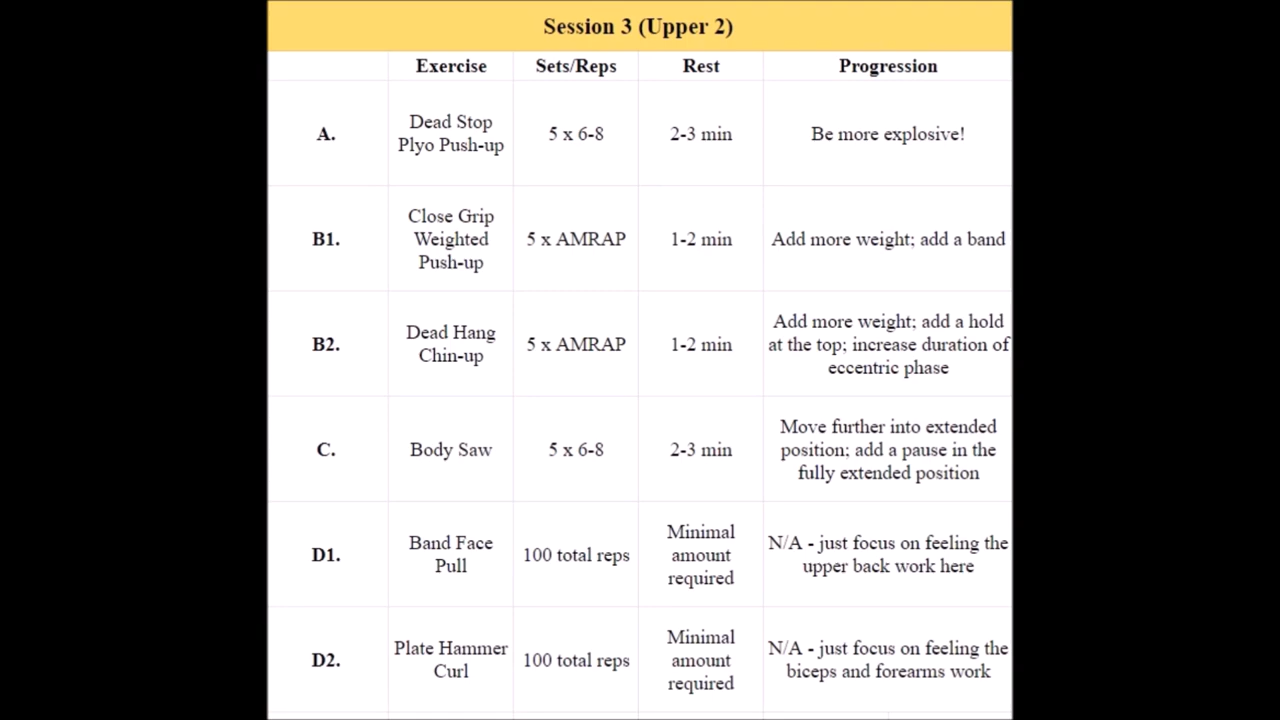 Session 3 (Upper 2)
Exercise Sets/Reps Rest Progression
A. Dead Stop Plyo Push-up 5 x 6-8 2-3 min Be more explosive!
B1. Close Grip Weighted Push-up 5 x AMRAP 1-2 min Add more weight; add a band
B2. Dead Hang Chin-up 5 x AMRAP 1-2 min Add more weight; add a hold at the top; increase duration of eccentric phase
C. Body Saw 5 x 6-8 2-3 min Move further into extended position; add a pause in the fully extended position
D1. Band Face Pull 100 total reps Minimal amount required N/A - just focus on feeling the upper back work here
D2. Plate Hammer Curl 100 total reps Minimal amount required N/A - just focus on feeling the biceps and forearms work